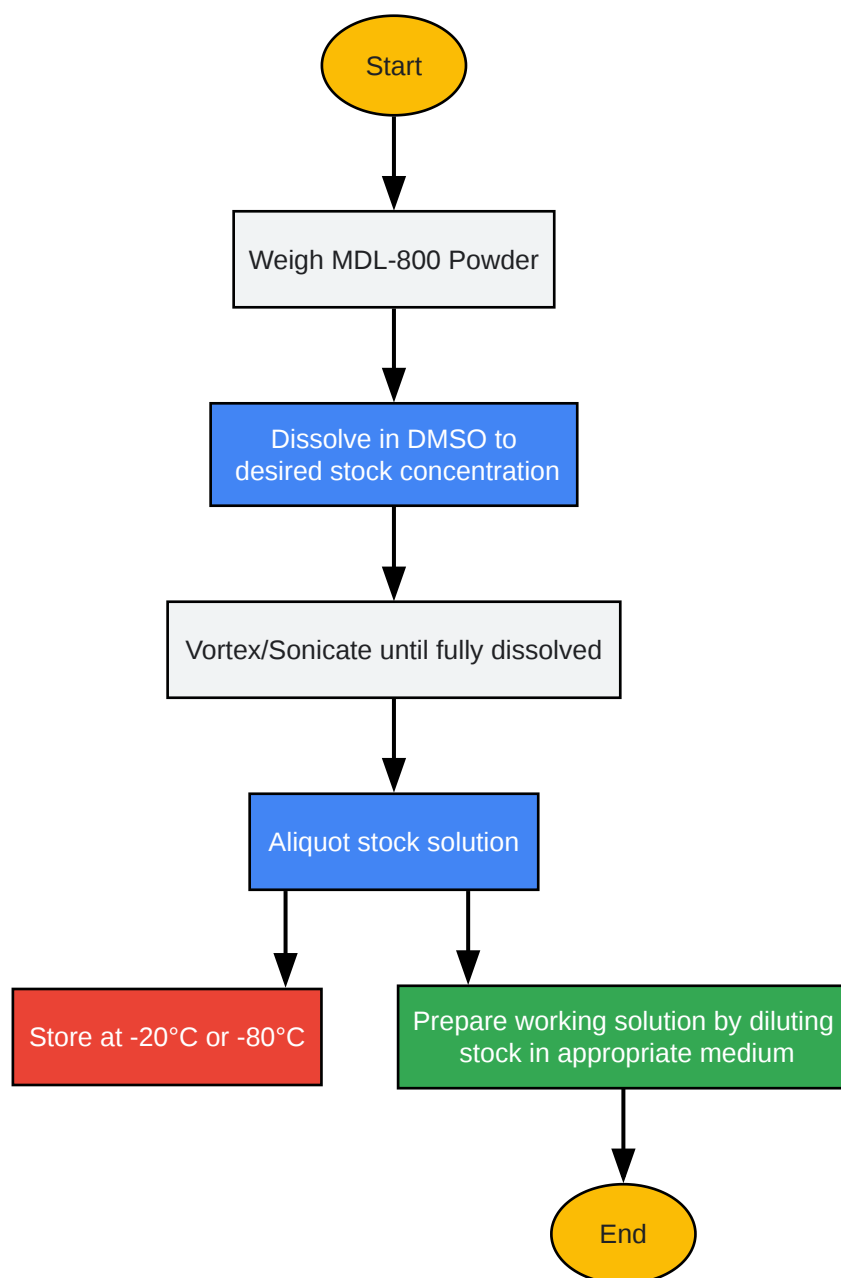 Start
Weigh MDL-800 Powder
Dissolve in DMSO to
desired stock concentration
Vortex/Sonicate until fully dissolved
Aliquot stock solution
Store at -20°C or -80°C
Prepare working solution by diluting
stock in appropriate medium
End